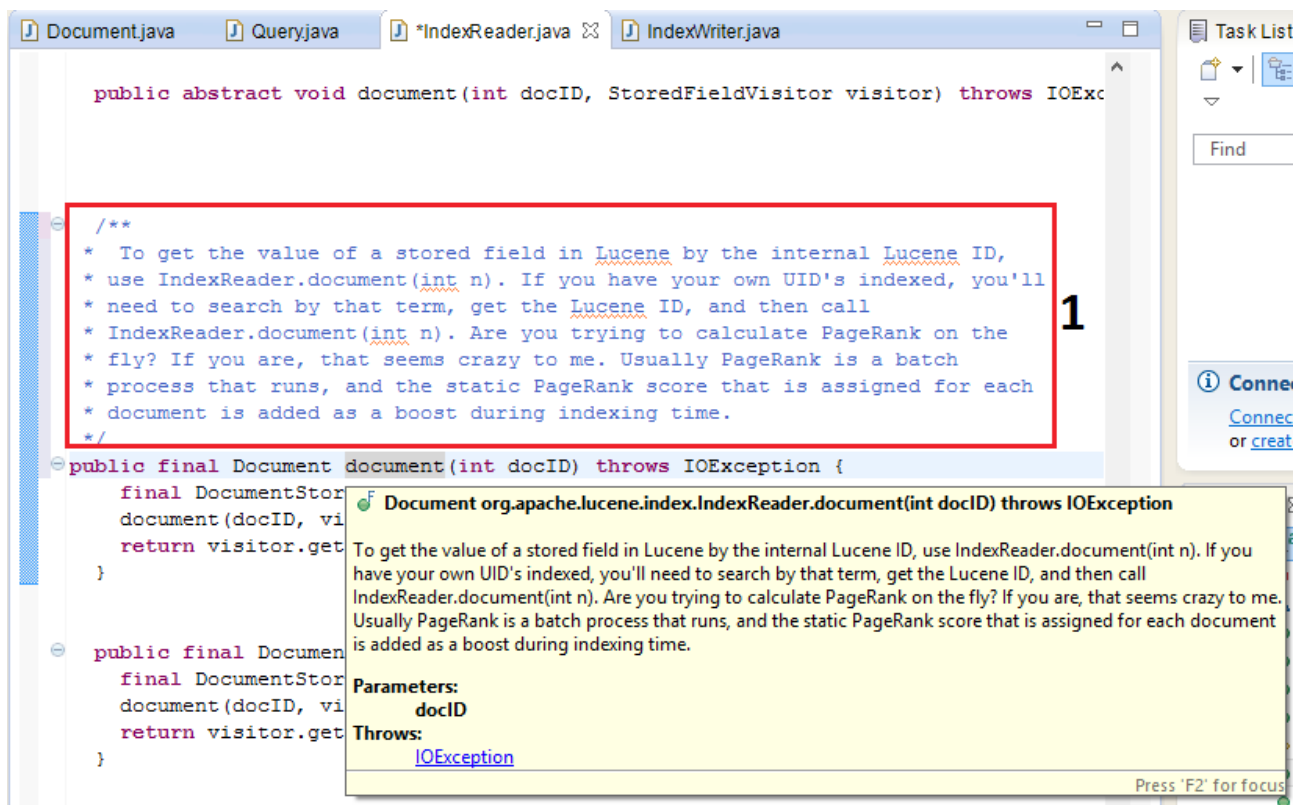 Document.java Query.java *IndexReader.java IndexWriter.java Task List
public abstract void document(int docID, StoredFieldVisitor visitor) throws IOExc
Find
/**
* To get the value of a stored field in Lucene by the internal Lucene ID,
* use IndexReader.document(int n). If you have your own UID's indexed, you'll
* need to search by that term, get the Lucene ID, and then call
* IndexReader.document(int n). Are you trying to calculate PageRank on the
* fly? If you are, that seems crazy to me. Usually PageRank is a batch
* process that runs, and the static PageRank score that is assigned for each
* document is added as a boost during indexing time.
*/
1
Connec
Connec
or creat
public final Document document(int docID) throws IOException {
final DocumentStor
document(docID, vi
return visitor.get
}
public final Documen
final DocumentStor
document(docID, vi
return visitor.get
}
Document org.apache.lucene.index.IndexReader.document(int docID) throws IOException
To get the value of a stored field in Lucene by the internal Lucene ID, use IndexReader.document(int n). If you
have your own UID's indexed, you'll need to search by that term, get the Lucene ID, and then call
IndexReader.document(int n). Are you trying to calculate PageRank on the fly? If you are, that seems crazy to me.
Usually PageRank is a batch process that runs, and the static PageRank score that is assigned for each document
is added as a boost during indexing time.
Parameters:
docID
Throws:
IOException
Press 'F2' for focus